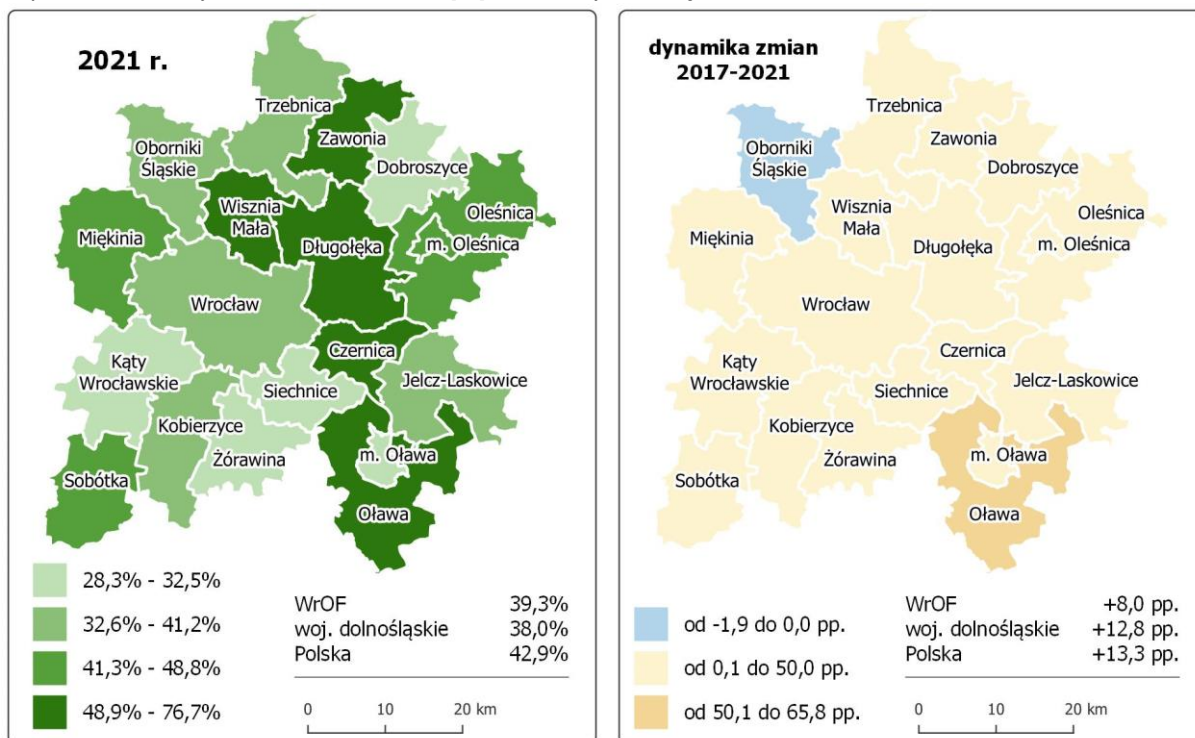 2021 r.
Trzebnica
Zawonia
Oborniki
Śląskie
Dobroszyce
Wisznia
Mała
Oleśnica
Miękinia
Długołęka
m. Oleśnica
Wrocław
Czernica
Kąty
Wrocławskie
Siechnice
Jelcz-Laskowice
Kobierzyce
Żórawina
m. Oława
Sobótka
Oława
28,3% - 32,5%
32,6% - 41,2%
41,3% - 48,8%
48,9% - 76,7%
WrOF 39,3%
woj. dolnośląskie 38,0%
Polska 42,9%
0 10 20 km
dynamika zmian
2017-2021
Trzebnica
Zawonia
Oborniki
Śląskie
Dobroszyce
Wisznia
Mała
Oleśnica
Miękinia
Długołęka
m. Oleśnica
Wrocław
Czernica
Kąty
Wrocławskie
Siechnice
Jelcz-Laskowice
Kobierzyce
Żórawina
m. Oława
Sobótka
Oława
od -1,9 do 0,0 pp.
od 0,1 do 50,0 pp.
od 50,1 do 65,8 pp.
WrOF +8,0 pp.
woj. dolnośląskie +12,8 pp.
Polska +13,3 pp.
0 10 20 km